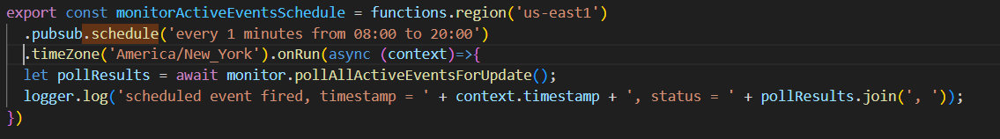 export const monitorActiveEventsSchedule = functions.region('us-east1')
.pubsub.schedule('every 1 minutes from 08:00 to 20:00')
.timeZone('America/New_York').onRun(async (context)=>{
let pollResults = await monitor.pollAllActiveEventsForUpdate();
logger.log('scheduled event fired, timestamp = ' + context.timestamp + ', status = ' + pollResults.join(', '));
})